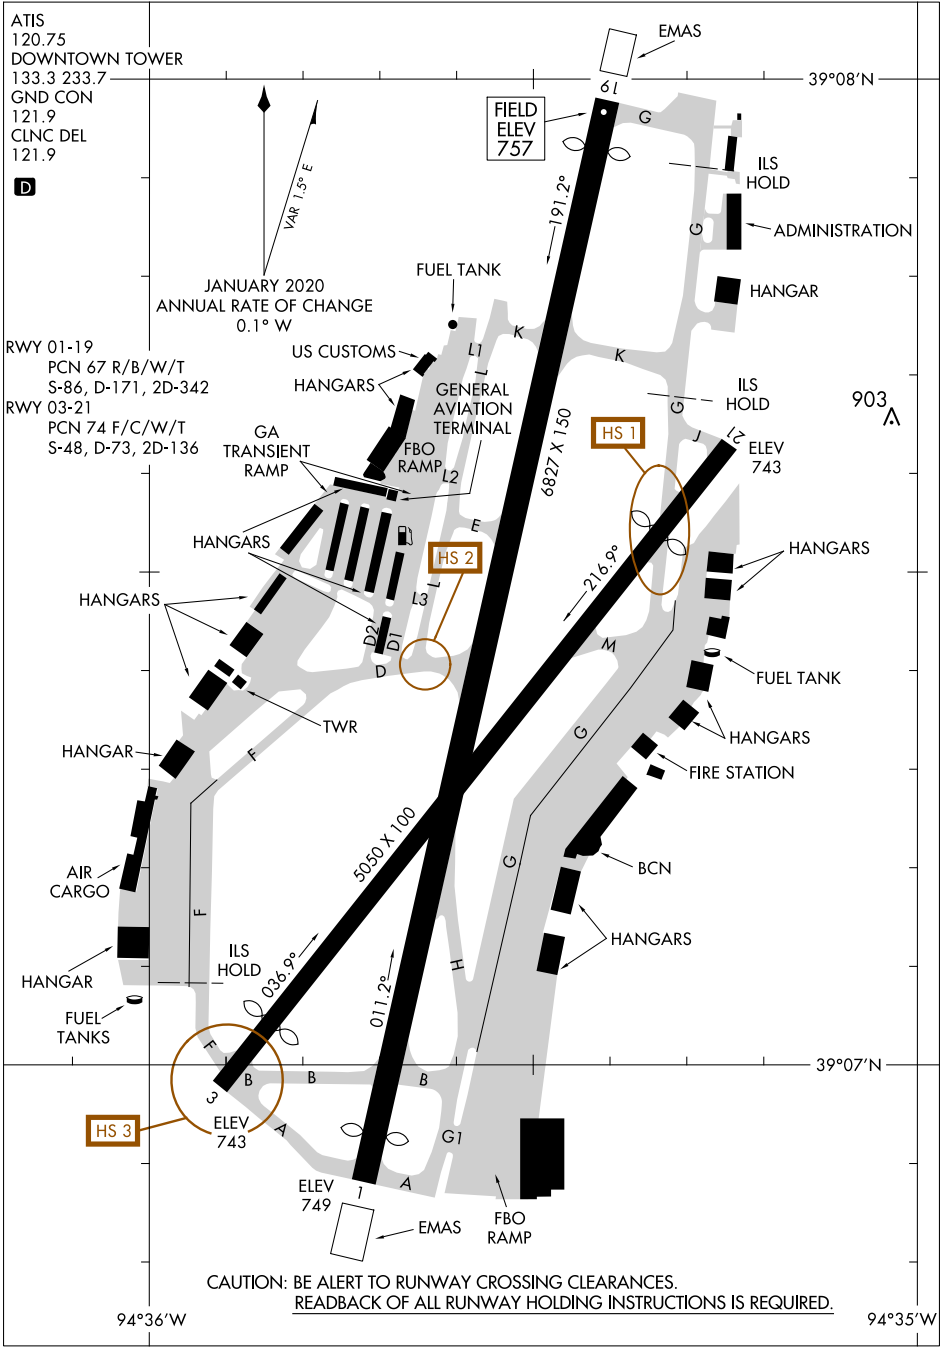 ATIS
120.75
DOWNTOWN TOWER
133.3 233.7
GND CON
121.9
CLNC DEL
121.9
D
VAR 1.5° E
JANUARY 2020
ANNUAL RATE OF CHANGE
0.1° W
RWY 01-19
PCN 67 R/B/W/T
S-86, D-171, 2D-342
RWY 03-21
PCN 74 F/C/W/T
S-48, D-73, 2D-136
EMAS
39°08'N
19
FIELD
ELEV
757
G
ILS
HOLD
191.2°
G
ADMINISTRATION
HANGAR
FUEL TANK
US CUSTOMS
HANGARS
L1
K
K
L
GENERAL
AVIATION
TERMINAL
ILS
HOLD
G
903
6827 X 150
HS 1
J
21
ELEV
743
GA
TRANSIENT
RAMP
FBO
RAMP
L2
E
HANGARS
HS 2
L
L3
216.9°
HANGARS
HANGARS
D2
D1
D
M
FUEL TANK
TWR
F
HANGAR
G
HANGARS
FIRE STATION
5050 X 100
G
BCN
AIR
CARGO
F
HANGARS
HANGAR
ILS
HOLD
036.9°
011.2°
H
FUEL
TANKS
F
B
B
B
39°07'N
3
HS 3
ELEV
743
A
G1
A
ELEV
749
1
EMAS
FBO
RAMP
CAUTION: BE ALERT TO RUNWAY CROSSING CLEARANCES.
READBACK OF ALL RUNWAY HOLDING INSTRUCTIONS IS REQUIRED.
94°36'W
94°35'W